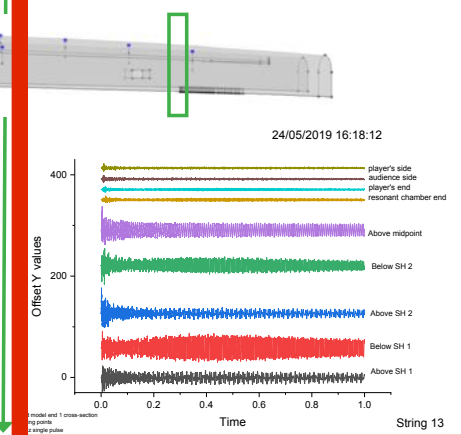 24/05/2019 16:18:12
player's side
audience side
player's end
resonant chamber end
Above midpoint
Below SH 2
Above SH 2
Below SH 1
Above SH 1
Offset Y values
400
200
0
0.0 0.2 0.4 0.6 0.8 1.0
Time
String 13
model end 1 cross-section
points
single pulse